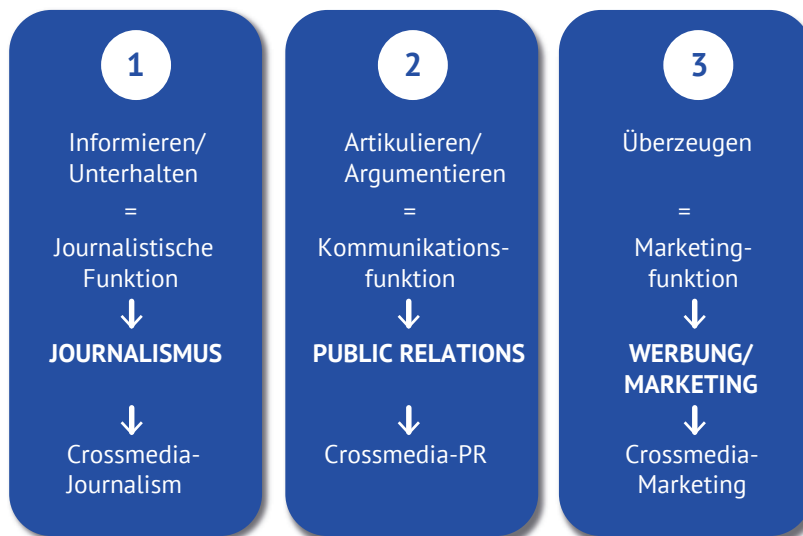 1
Informieren/
Unterhalten
=
Journalistische
Funktion
↓
JOURNALISMUS
↓
Crossmedia-
Journalism
2
Artikulieren/
Argumentieren
=
Kommunikations-
funktion
↓
PUBLIC RELATIONS
↓
Crossmedia-PR
3
Überzeugen
=
Marketing-
funktion
↓
WERBUNG/
MARKETING
↓
Crossmedia-
Marketing